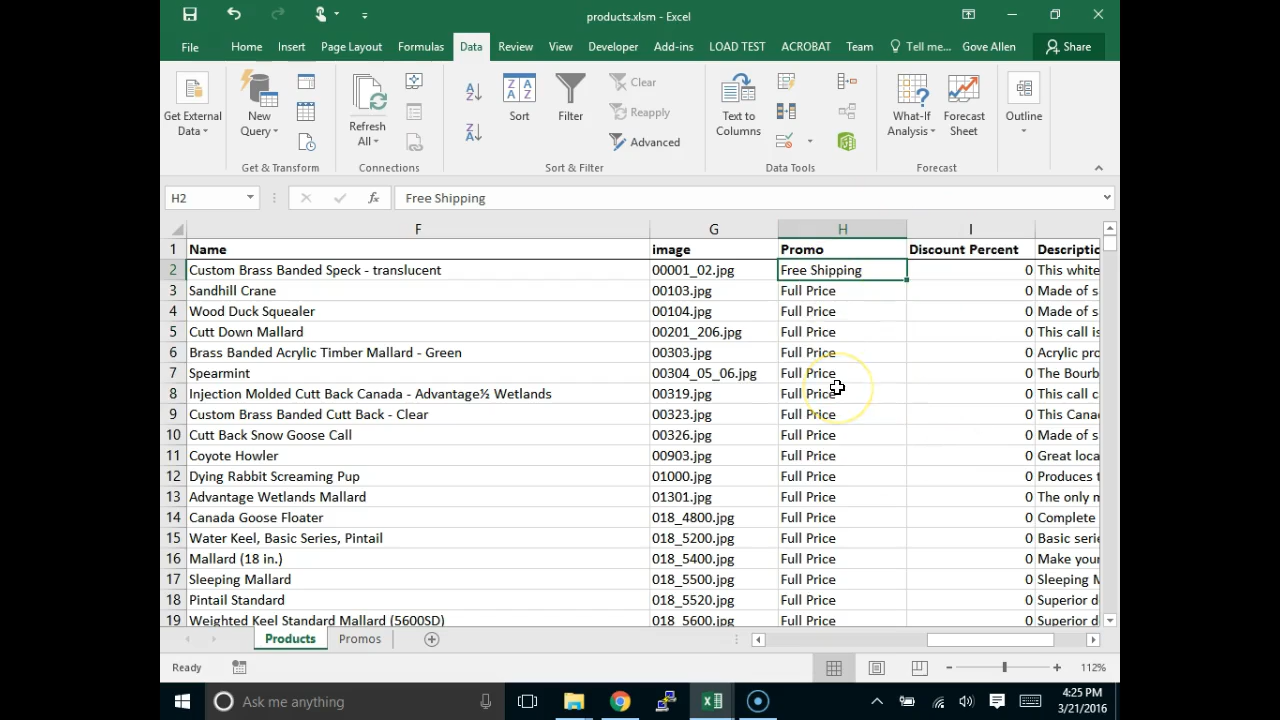 products.xlsm - Excel
File Home Insert Page Layout Formulas Data Review View Developer Add-ins LOAD TEST ACROBAT Team Tell me... Gove Allen Share
Get External Data
New Query
Refresh All
Sort
Filter
Clear
Reapply
Advanced
Text to Columns
What-If Analysis
Forecast Sheet
Outline
Get & Transform Connections Sort & Filter Data Tools Forecast
H2 fx Free Shipping
F G H I
1 Name image Promo Discount Percent Descriptio
2 Custom Brass Banded Speck - translucent 00001_02.jpg Free Shipping 0 This white
3 Sandhill Crane 00103.jpg Full Price 0 Made of s
4 Wood Duck Squealer 00104.jpg Full Price 0 Made of s
5 Cutt Down Mallard 00201_206.jpg Full Price 0 This call is
6 Brass Banded Acrylic Timber Mallard - Green 00303.jpg Full Price 0 Acrylic pro
7 Spearmint 00304_05_06.jpg Full Price 0 The Bourb
8 Injection Molded Cutt Back Canada - Advantage½ Wetlands 00319.jpg Full Price 0 This call c
9 Custom Brass Banded Cutt Back - Clear 00323.jpg Full Price 0 This Cana
10 Cutt Back Snow Goose Call 00326.jpg Full Price 0 Made of s
11 Coyote Howler 00903.jpg Full Price 0 Great loca
12 Dying Rabbit Screaming Pup 01000.jpg Full Price 0 Produces t
13 Advantage Wetlands Mallard 01301.jpg Full Price 0 The only m
14 Canada Goose Floater 018_4800.jpg Full Price 0 Complete
15 Water Keel, Basic Series, Pintail 018_5200.jpg Full Price 0 Basic serie
16 Mallard (18 in.) 018_5400.jpg Full Price 0 Make your
17 Sleeping Mallard 018_5500.jpg Full Price 0 Sleeping M
18 Pintail Standard 018_5520.jpg Full Price 0 Superior d
19 Weighted Keel Standard Mallard (5600SD) 018_5600.jpg Full Price 0 Superior d
Products Promos
Ready 112%
Ask me anything 4:25 PM
3/21/2016